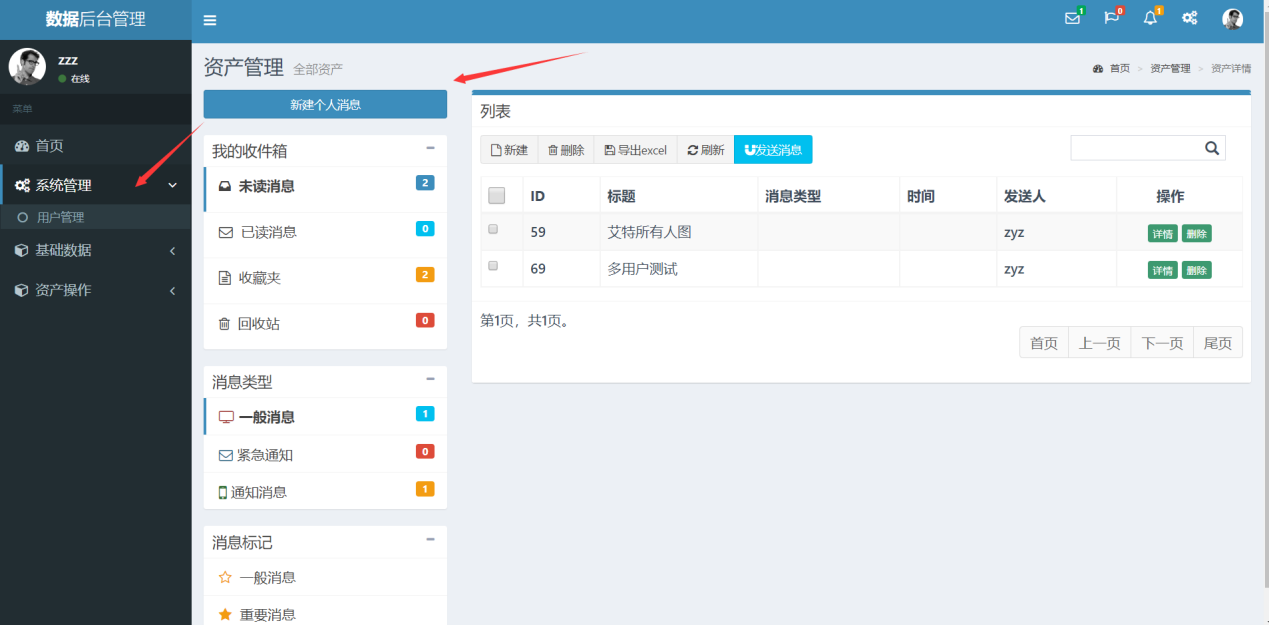 数据后台管理
1
0
1
zzz
在线
菜单
首页
系统管理
用户管理
基础数据
资产操作
资产管理 全部资产
首页 > 资产管理 > 资产详情
新建个人消息
我的收件箱
未读消息 2
已读消息 0
收藏夹 2
回收站 0
消息类型
一般消息 1
紧急通知 0
通知消息 1
消息标记
一般消息
重要消息
列表
新建 删除 导出excel 刷新 发送消息
ID 标题 消息类型 时间 发送人 操作
59 艾特所有人图 zyz 详情 删除
69 多用户测试 zyz 详情 删除
第1页，共1页。
首页 上一页 下一页 尾页